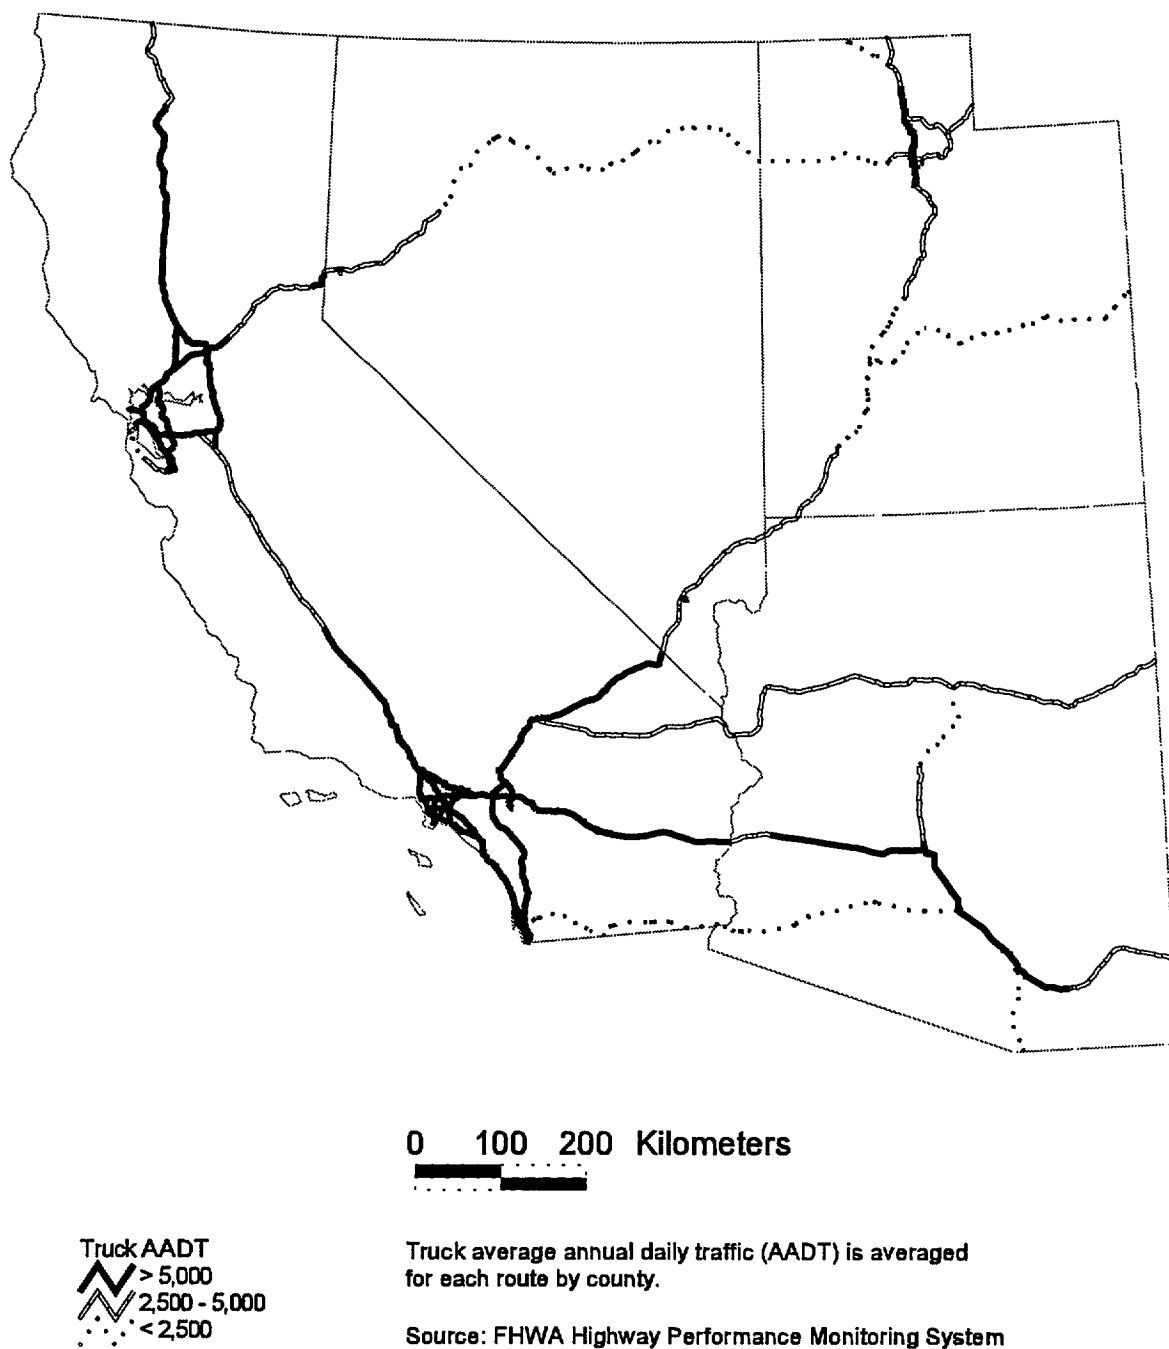 0 100 200 Kilometers
Truck AADT
> 5,000
2,500 - 5,000
< 2,500
Truck average annual daily traffic (AADT) is averaged
for each route by county.
Source: FHWA Highway Performance Monitoring System